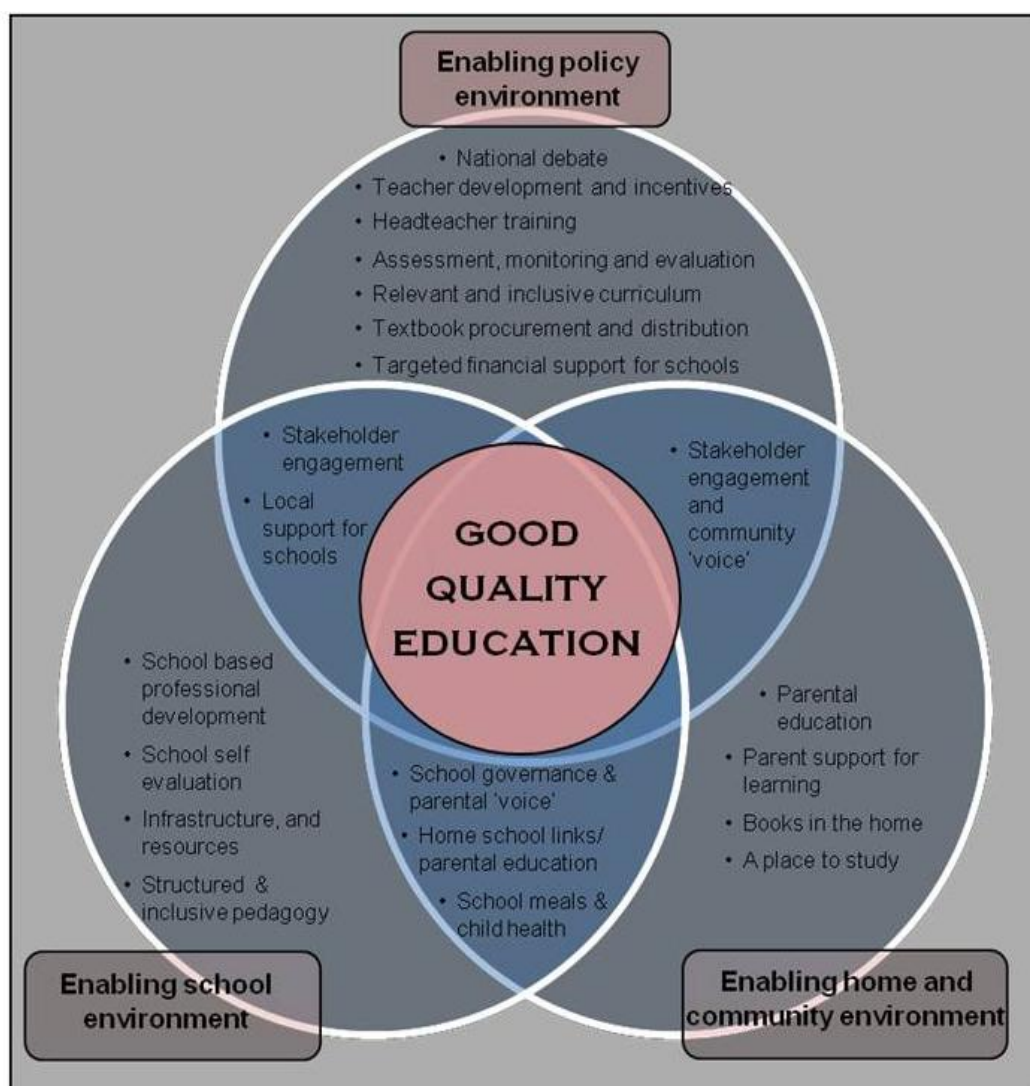 Enabling policy
environment
• National debate
• Teacher development and incentives
• Headteacher training
• Assessment, monitoring and evaluation
• Relevant and inclusive curriculum
• Textbook procurement and distribution
• Targeted financial support for schools
• Stakeholder
engagement
• Local
support for
schools
• Stakeholder
engagement
and
community
'voice'
GOOD
QUALITY
EDUCATION
• School based
professional
development
• School self
evaluation
• Infrastructure, and
resources
• Structured &
inclusive pedagogy
• School governance &
parental 'voice'
• Home school links/
parental education
• School meals &
child health
• Parental
education
• Parent support for
learning
• Books in the home
• A place to study
Enabling school
environment
Enabling home and
community environment